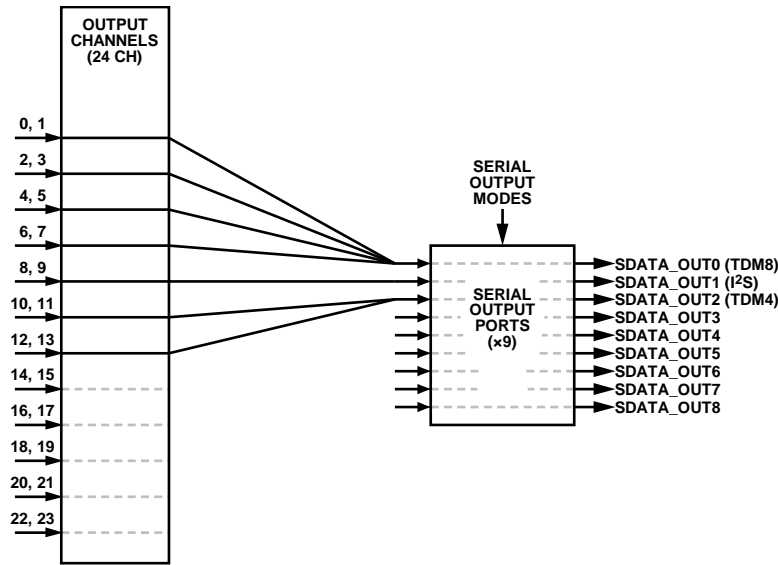 OUTPUT
CHANNELS
(24 CH)
0, 1
2, 3
4, 5
6, 7
8, 9
10, 11
12, 13
14, 15
16, 17
18, 19
20, 21
22, 23
SERIAL
OUTPUT
MODES
SERIAL
OUTPUT
PORTS
(×9)
SDATA_OUT0 (TDM8)
SDATA_OUT1 (I²S)
SDATA_OUT2 (TDM4)
SDATA_OUT3
SDATA_OUT4
SDATA_OUT5
SDATA_OUT6
SDATA_OUT7
SDATA_OUT8